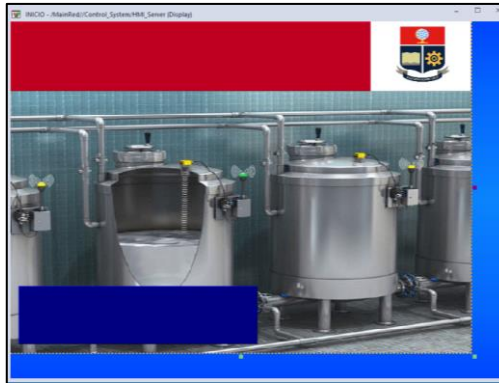 INICIO - /MainRed//Control_System/HMI_Server (Display)